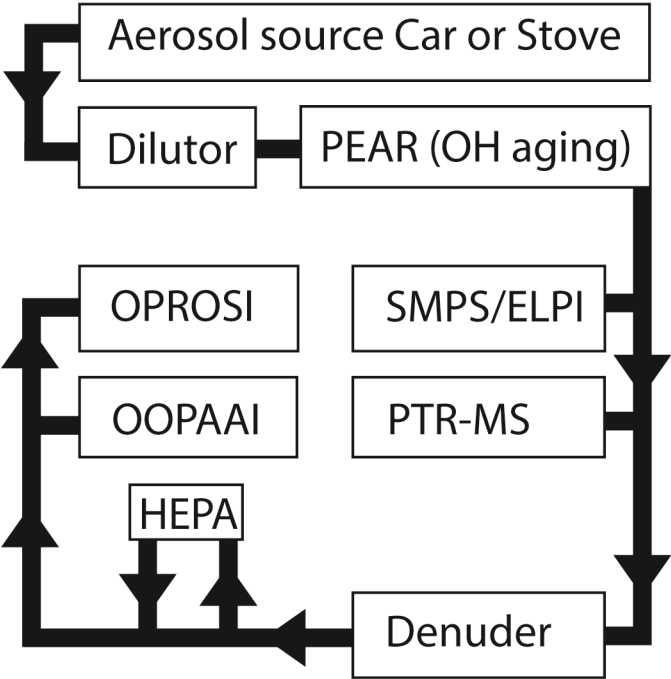 Aerosol source Car or Stove
Dilutor
PEAR (OH aging)
OPROSI
SMPS/ELPI
OOPAAI
PTR-MS
HEPA
Denuder